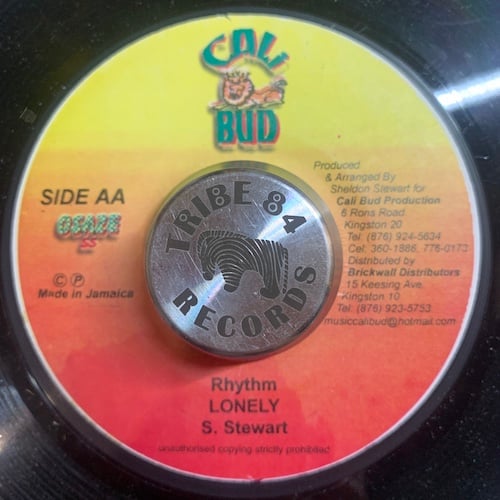 CALI
BUD
SIDE AA
Ⓒ Ⓟ
Made in Jamaica
Produced
& Arranged By
Sheldon Stewart for
Cali Bud Production
6 Rons Road
Kingston 20
Tel: (876) 924-5634
Cel: 360-1886, 776-0173
Distributed by
Brickwall Distributors
15 Keesing Ave.
Kingston 10
Tel: (876) 923-5753
musiccalibud@hotmail.com
TRIBE 84
RECORDS
Rhythm
LONELY
S. Stewart
unauthorised copying strictly prohibited